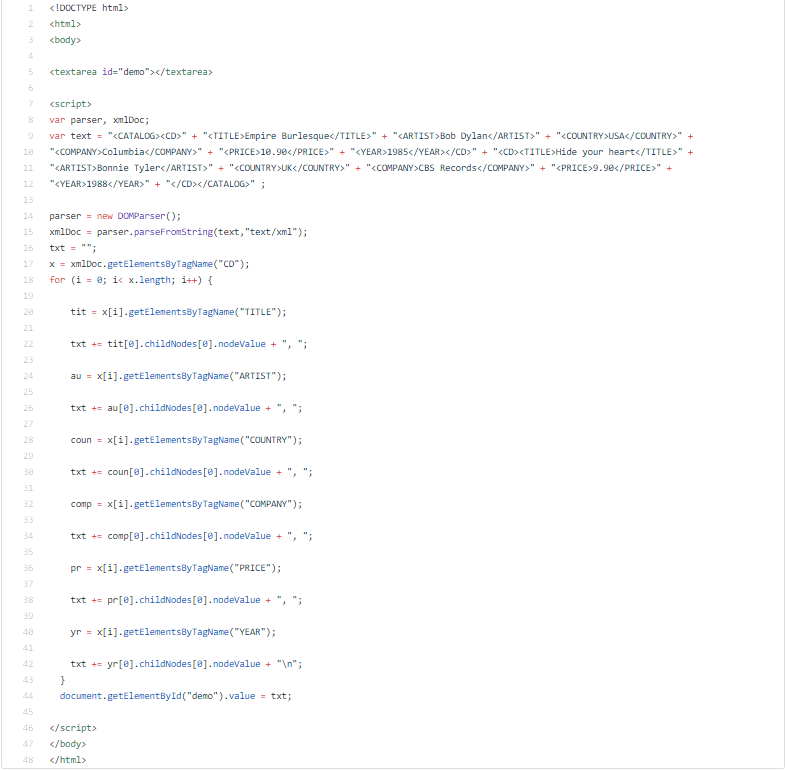 1 <!DOCTYPE html>
2 <html>
3 <body>
4
5 <textarea id="demo"></textarea>
6
7 <script>
8 var parser, xmlDoc;
9 var text = "<CATALOG><CD>" + "<TITLE>Empire Burlesque</TITLE>" + "<ARTIST>Bob Dylan</ARTIST>" + "<COUNTRY>USA</COUNTRY>" +
10 "<COMPANY>Columbia</COMPANY>" + "<PRICE>10.90</PRICE>" + "<YEAR>1985</YEAR></CD>" + "<CD><TITLE>Hide your heart</TITLE>" +
11 "<ARTIST>Bonnie Tyler</ARTIST>" + "<COUNTRY>UK</COUNTRY>" + "<COMPANY>CBS Records</COMPANY>" + "<PRICE>9.90</PRICE>" +
12 "<YEAR>1988</YEAR>" + "</CD></CATALOG>" ;
13
14 parser = new DOMParser();
15 xmlDoc = parser.parseFromString(text,"text/xml");
16 txt = "";
17 x = xmlDoc.getElementsByTagName("CD");
18 for (i = 0; i< x.length; i++) {
19
20 tit = x[i].getElementsByTagName("TITLE");
21
22 txt += tit[0].childNodes[0].nodeValue + ", ";
23
24 au = x[i].getElementsByTagName("ARTIST");
25
26 txt += au[0].childNodes[0].nodeValue + ", ";
27
28 coun = x[i].getElementsByTagName("COUNTRY");
29
30 txt += coun[0].childNodes[0].nodeValue + ", ";
31
32 comp = x[i].getElementsByTagName("COMPANY");
33
34 txt += comp[0].childNodes[0].nodeValue + ", ";
35
36 pr = x[i].getElementsByTagName("PRICE");
37
38 txt += pr[0].childNodes[0].nodeValue + ", ";
39
40 yr = x[i].getElementsByTagName("YEAR");
41
42 txt += yr[0].childNodes[0].nodeValue + "\n";
43 }
44 document.getElementById("demo").value = txt;
45
46 </script>
47 </body>
48 </html>